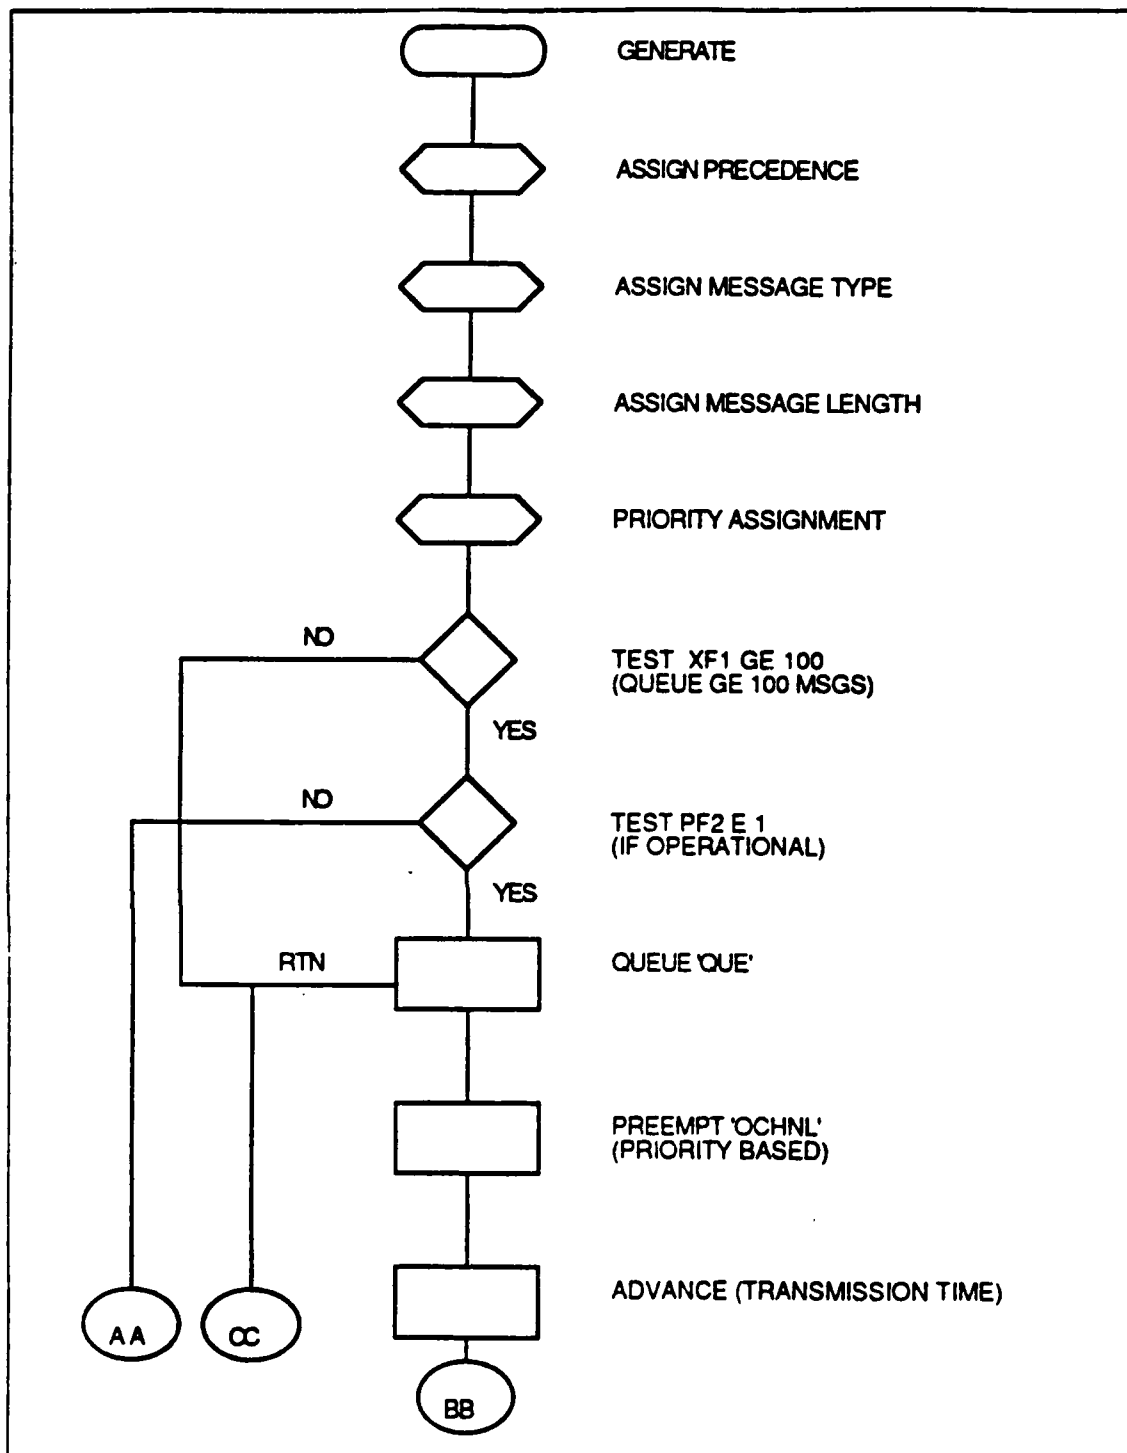 GENERATE
ASSIGN PRECEDENCE
ASSIGN MESSAGE TYPE
ASSIGN MESSAGE LENGTH
PRIORITY ASSIGNMENT
NO
TEST XF1 GE 100
(QUEUE GE 100 MSGS)
YES
NO
TEST PF2 E 1
(IF OPERATIONAL)
YES
RTN
QUEUE 'QUE'
PREEMPT 'OCHNL'
(PRIORITY BASED)
ADVANCE (TRANSMISSION TIME)
AA
CC
BB